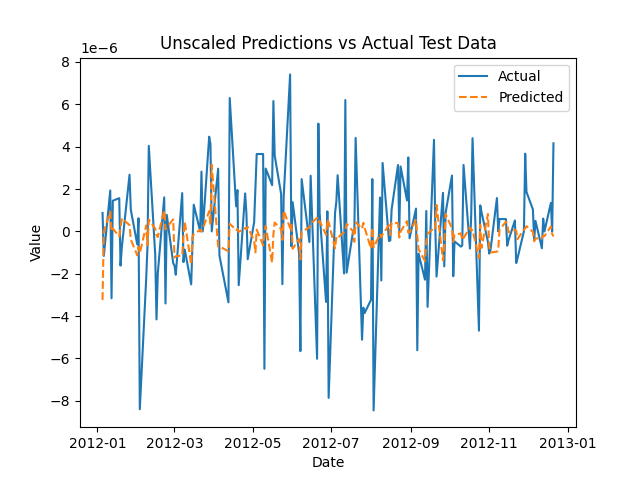 Unscaled Predictions vs Actual Test Data
1e−6
Actual
Predicted
8
6
4
2
0
−2
−4
−6
−8
Value
2012-01 2012-03 2012-05 2012-07 2012-09 2012-11 2013-01
Date